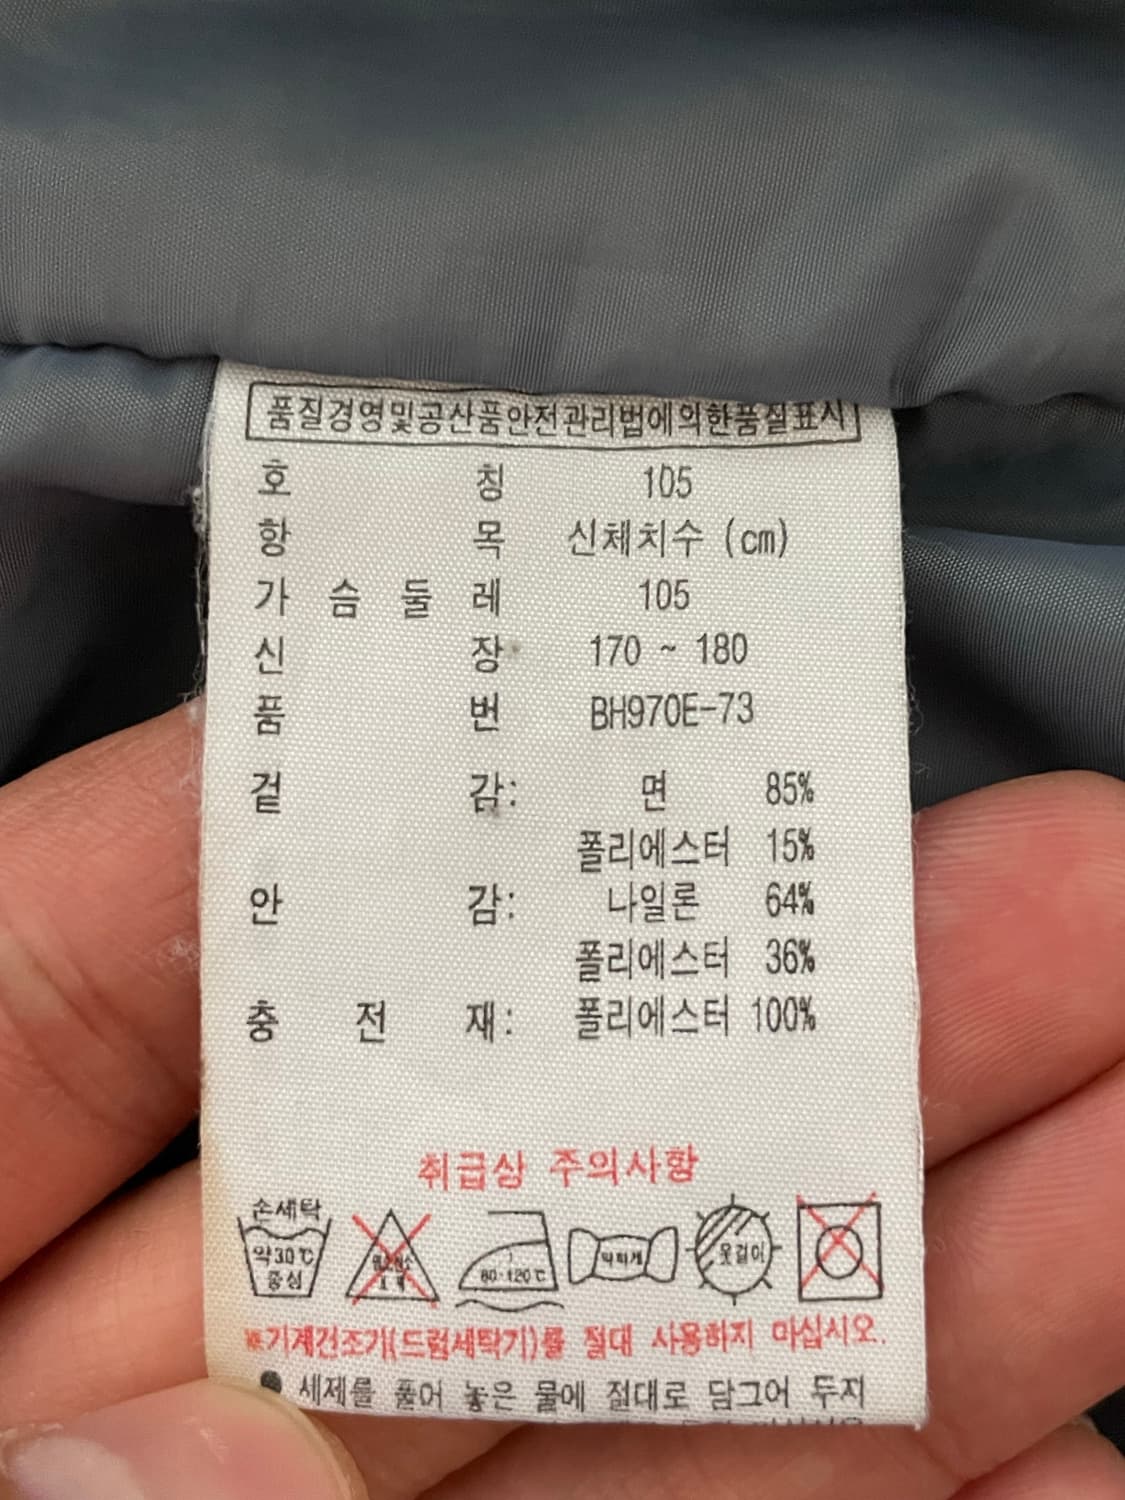 품질경영및공산품안전관리법에의한품질표시
호 칭 105
항 목 신체치수 (cm)
가 슴 둘 레 105
신 장 170 ~ 180
품 번 BH970E-73
겉 감: 면 85%
폴리에스터 15%
안 감: 나일론 64%
폴리에스터 36%
충 전 재: 폴리에스터 100%
취급상 주의사항
손세탁
약30℃
중성
염소산소
표백
80-120℃
약하게
옷걸이
※기계건조기(드럼세탁기)를 절대 사용하지 마십시오.
● 세제를 풀어 놓은 물에 절대로 담그어 두지